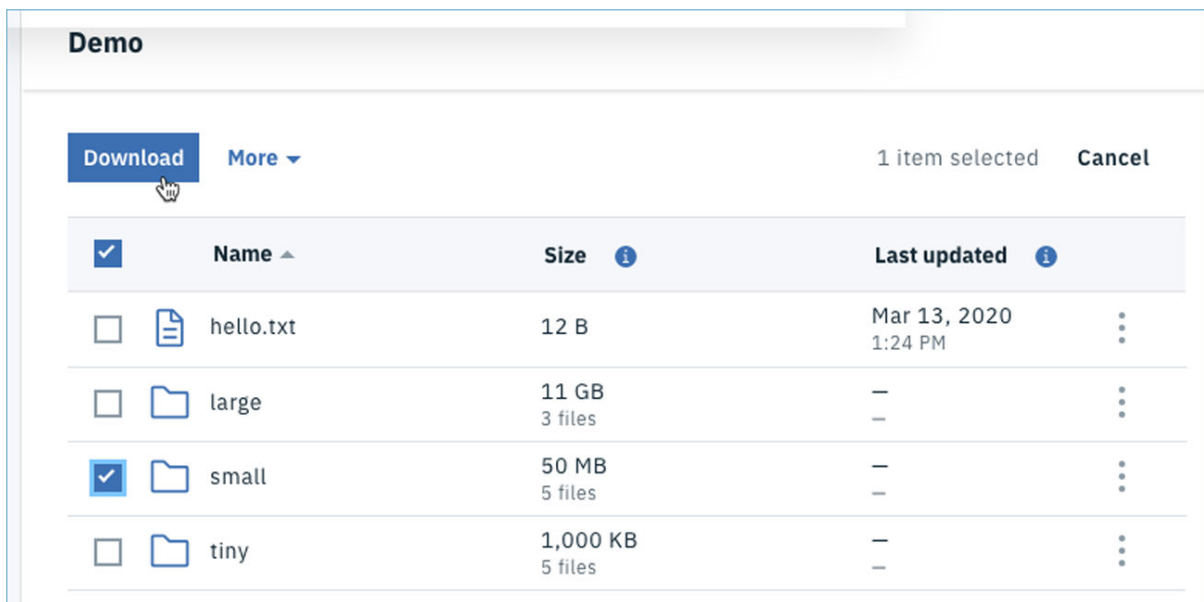 Demo
Download More 1 item selected Cancel
Name Size Last updated
hello.txt 12 B Mar 13, 2020
1:24 PM
large 11 GB –
3 files –
small 50 MB –
5 files –
tiny 1,000 KB –
5 files –